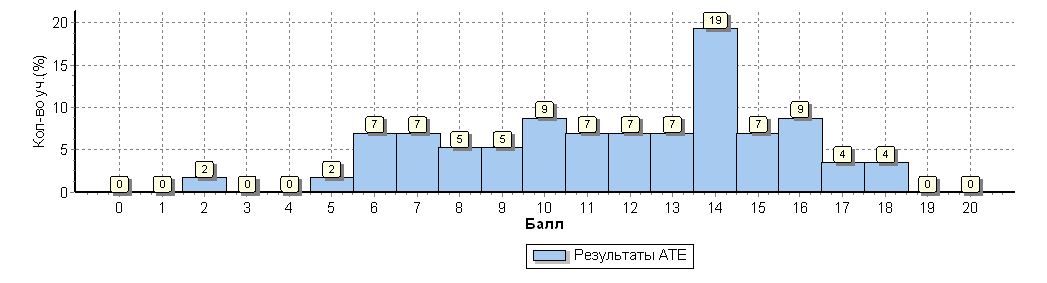 Кол-во уч.(%)
20
15
10
5
0
0 0 2 0 0 2 7 7 5 5 9 7 7 7 19 7 9 4 4 0 0
0 1 2 3 4 5 6 7 8 9 10 11 12 13 14 15 16 17 18 19 20
Балл
Результаты АТЕ